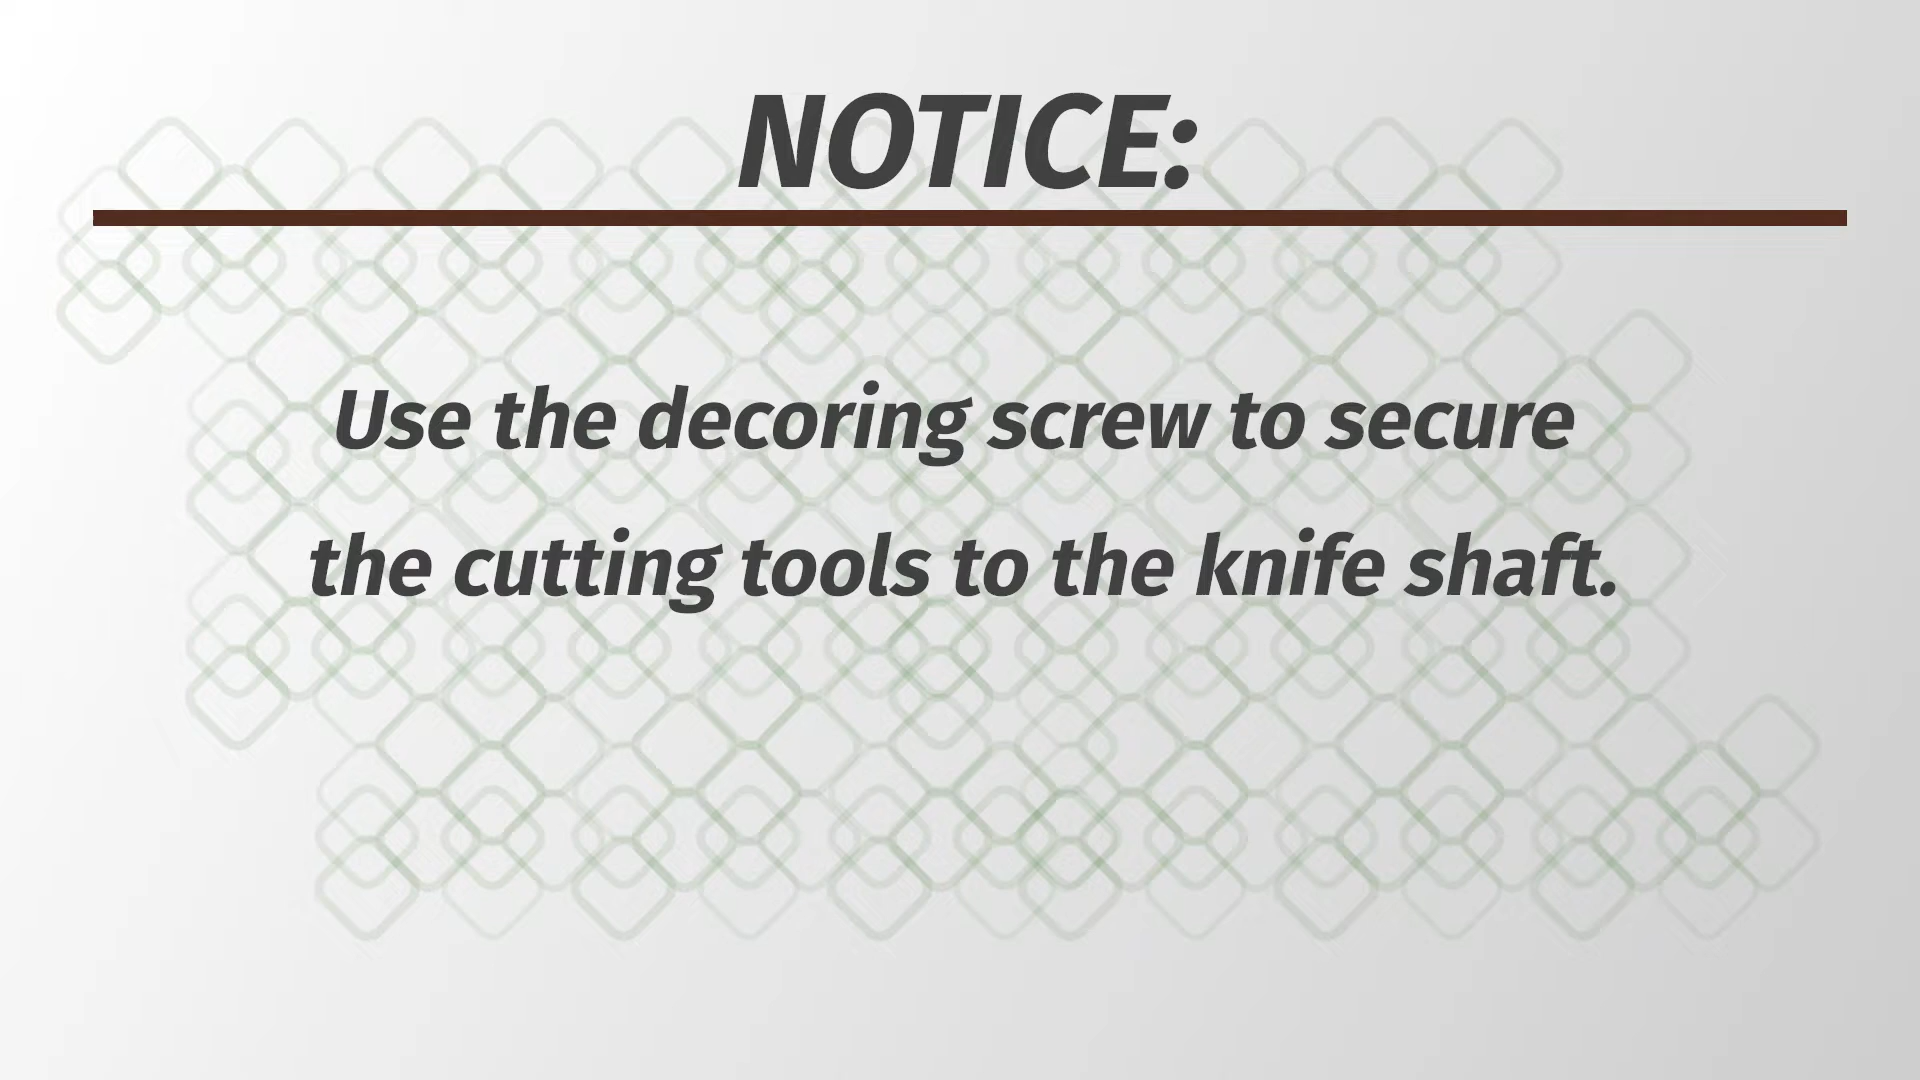 NOTICE:
Use the decoring screw to secure
the cutting tools to the knife shaft.